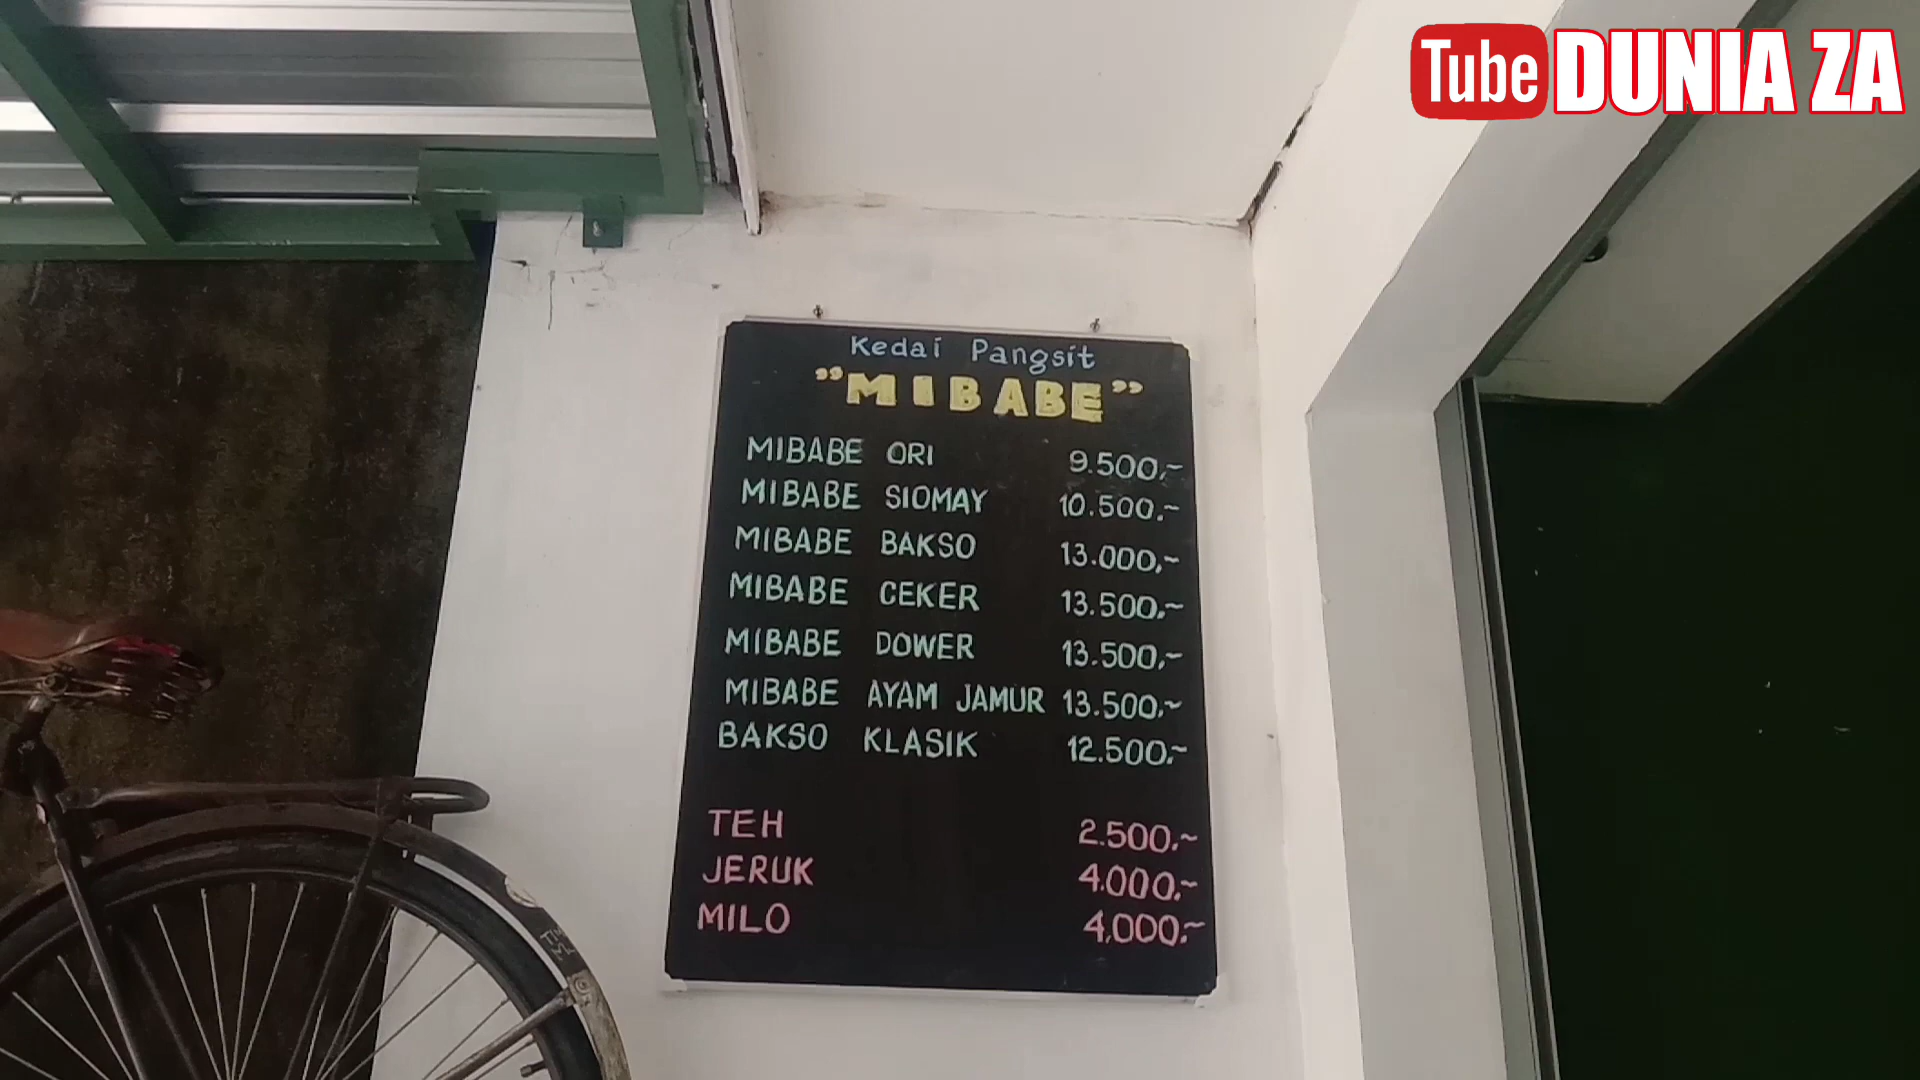 Tube DUNIA ZA
Kedai Pangsit
"MIBABE"
MIBABE ORI 9.500,-
MIBABE SIOMAY 10.500.-
MIBABE BAKSO 13.000,-
MIBABE CEKER 13.500,-
MIBABE DOWER 13.500,-
MIBABE AYAM JAMUR 13.500,-
BAKSO KLASIK 12.500,-
TEH 2.500.-
JERUK 4.000,-
MILO 4,000,-